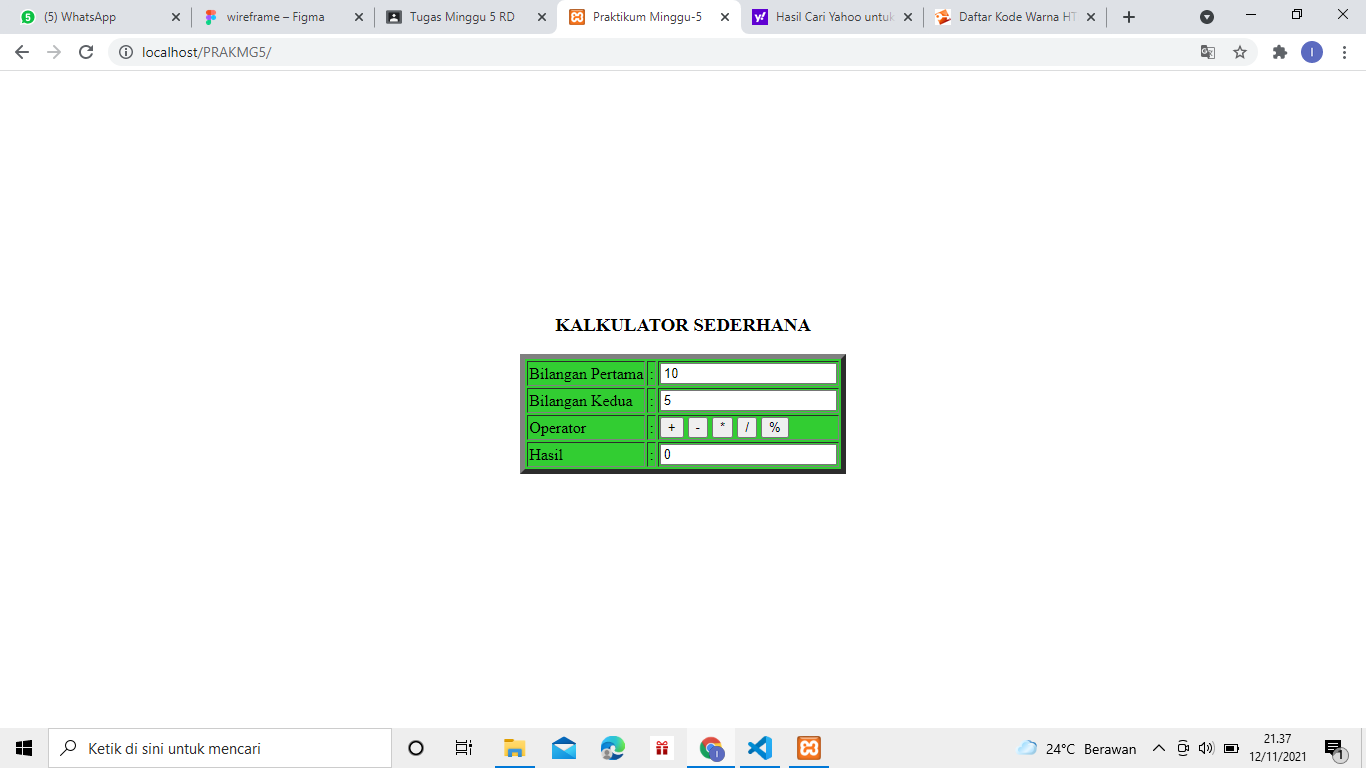 (5) WhatsApp
wireframe – Figma
Tugas Minggu 5 RD
Praktikum Minggu-5
Hasil Cari Yahoo untuk
Daftar Kode Warna HT
localhost/PRAKMG5/
I
KALKULATOR SEDERHANA
Bilangan Pertama : 10
Bilangan Kedua : 5
Operator : + - * / %
Hasil : 0
Ketik di sini untuk mencari
24°C Berawan
21.37
12/11/2021
1